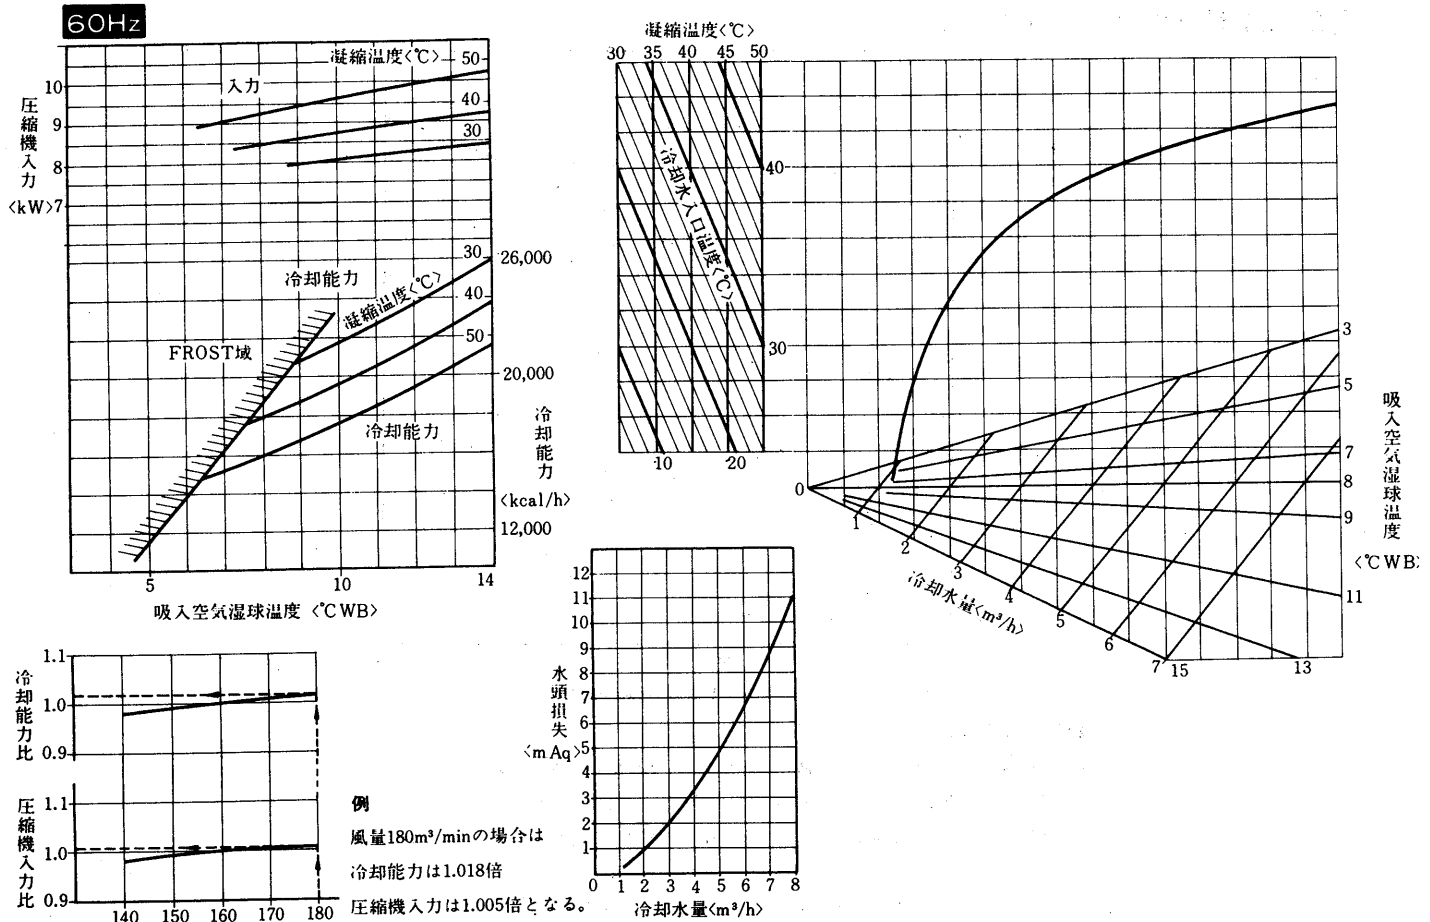 60Hz
凝縮温度<℃>
入力
50
40
30
10
9
8
7
圧縮機入力
<kW>
冷却能力
凝縮温度<℃>
30
40
50
26,000
20,000
12,000
FROST域
冷却能力
冷却能力
<kcal/h>
5
10
14
吸入空気湿球温度 <℃WB>
凝縮温度<℃>
30 35 40 45 50
冷却水入口温度<℃>
40
30
10
20
0
3
5
7
8
9
11
13
15
吸入空気湿球温度
<℃WB>
1
2
3
4
5
6
7
冷却水量<m³/h>
冷却能力比
1.1
1.0
0.9
圧縮機入力比
1.1
1.0
0.9
140 150 160 170 180
例
風量180m³/minの場合は
冷却能力は1.018倍
圧縮機入力は1.005倍となる。
水頭損失
<mAq>
12
11
10
9
8
7
6
5
4
3
2
1
0 1 2 3 4 5 6 7 8
冷却水量<m³/h>